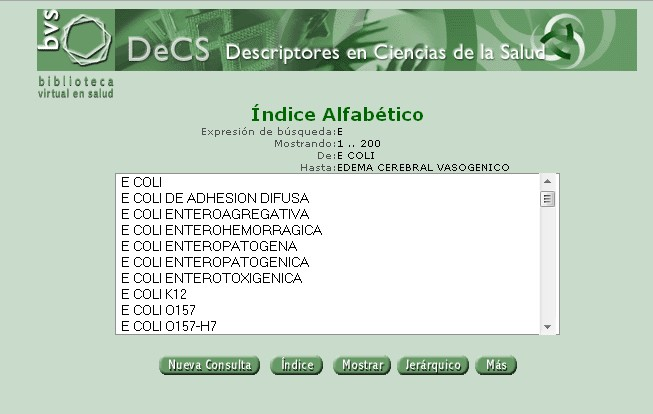 bvs
DeCS Descriptores en Ciencias de la Salud
biblioteca
virtual en salud
Índice Alfabético
Expresión de búsqueda:E
Mostrando:1 .. 200
De:E COLI
Hasta:EDEMA CEREBRAL VASOGENICO
E COLI
E COLI DE ADHESION DIFUSA
E COLI ENTEROAGREGATIVA
E COLI ENTEROHEMORRAGICA
E COLI ENTEROPATOGENA
E COLI ENTEROPATOGENICA
E COLI ENTEROTOXIGENICA
E COLI K12
E COLI O157
E COLI O157-H7
Nueva Consulta Índice Mostrar Jerárquico Más